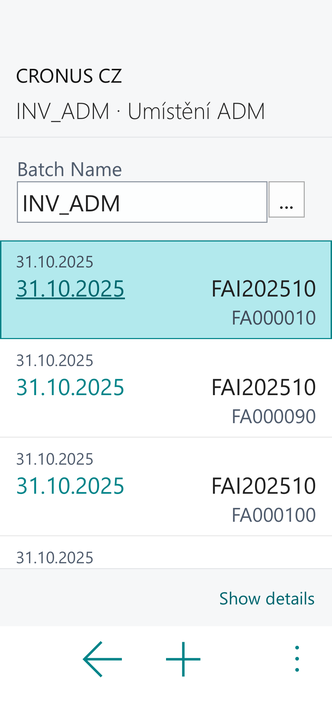 CRONUS CZ
INV_ADM · Umístění ADM
Batch Name
INV_ADM
...
31.10.2025
31.10.2025 FAI202510
FA000010
31.10.2025
31.10.2025 FAI202510
FA000090
31.10.2025
31.10.2025 FAI202510
FA000100
31.10.2025
Show details